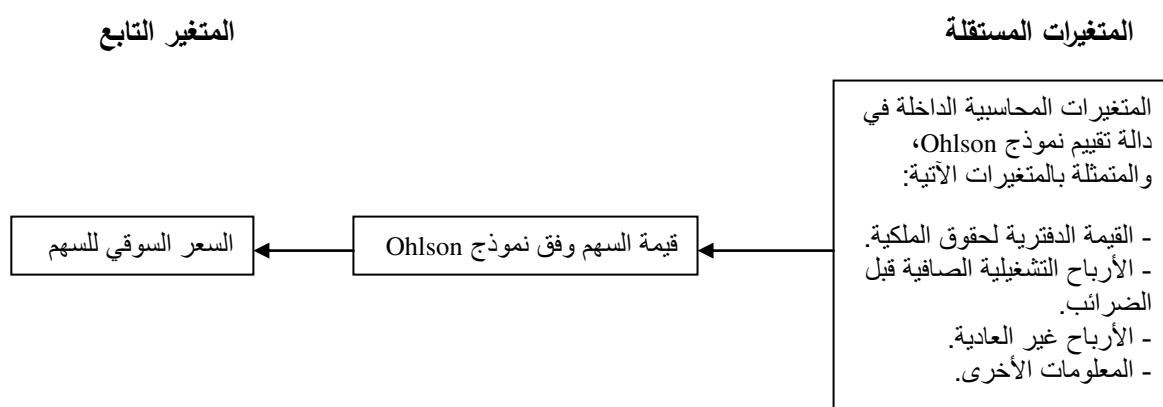 المتغيرات المستقلة
المتغير التابع
المتغيرات المحاسبية الداخلة في
دالة تقييم نموذج Ohlson،
والمتمثلة بالمتغيرات الآتية:
- القيمة الدفترية لحقوق الملكية.
- الأرباح التشغيلية الصافية قبل
الضرائب.
- الأرباح غير العادية.
- المعلومات الأخرى.
قيمة السهم وفق نموذج Ohlson
السعر السوقي للسهم